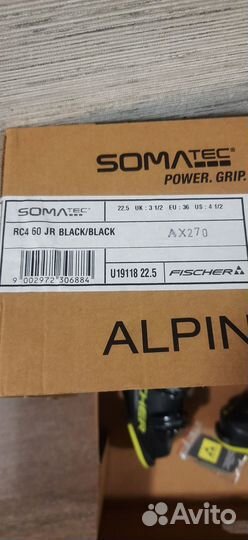 SOMATEC
POWER. GRIP.
SOMATEC 22.5 UK : 3 1/2 EU : 36 US : 4 1/2
RC4 60 JR BLACK/BLACK AX270
9 002972 306884
U19118 22.5 FISCHER
ALPIN
FISCHER
Avito